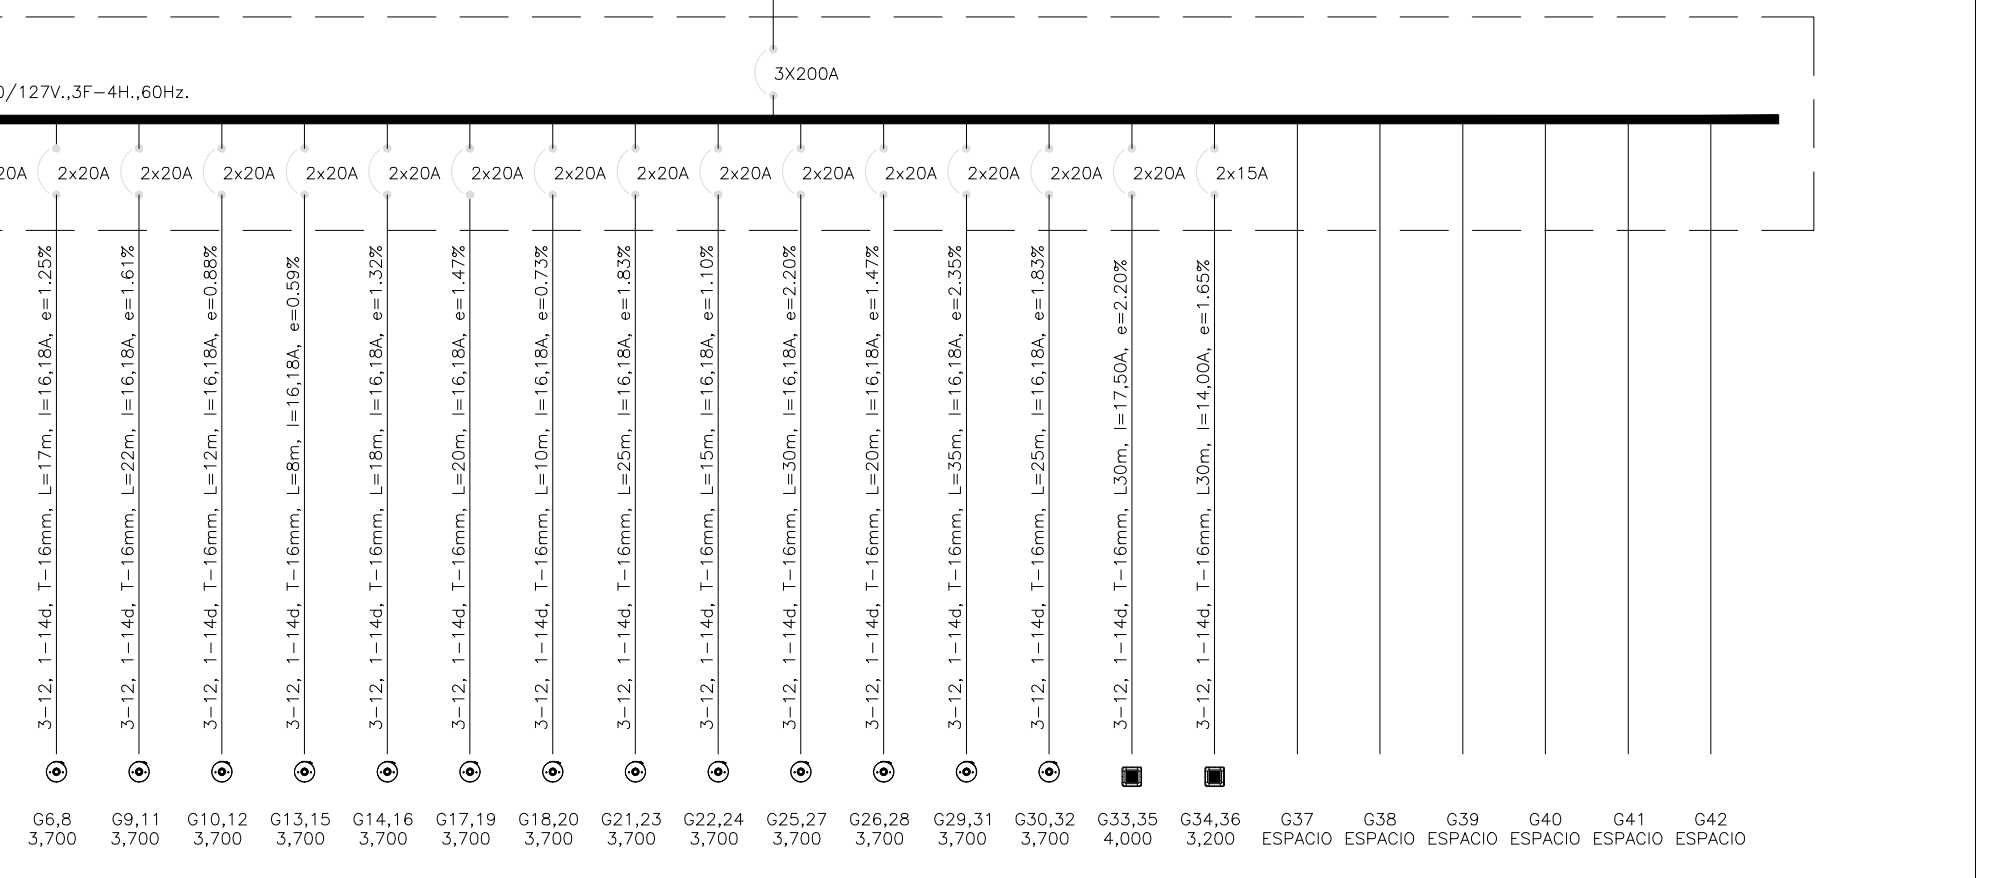 3X200A
0/127V.,3F-4H.,60Hz.
20A 2x20A 2x20A 2x20A 2x20A 2x20A 2x20A 2x20A 2x20A 2x20A 2x20A 2x20A 2x20A 2x20A 2x20A 2x15A
3-12, 1-14d, T-16mm, L=17m, I=16,18A, e=1.25%
3-12, 1-14d, T-16mm, L=22m, I=16,18A, e=1.61%
3-12, 1-14d, T-16mm, L=12m, I=16,18A, e=0.88%
3-12, 1-14d, T-16mm, L=8m, I=16,18A, e=0.59%
3-12, 1-14d, T-16mm, L=18m, I=16,18A, e=1.32%
3-12, 1-14d, T-16mm, L=20m, I=16,18A, e=1.47%
3-12, 1-14d, T-16mm, L=10m, I=16,18A, e=0.73%
3-12, 1-14d, T-16mm, L=25m, I=16,18A, e=1.83%
3-12, 1-14d, T-16mm, L=15m, I=16,18A, e=1.10%
3-12, 1-14d, T-16mm, L=30m, I=16,18A, e=2.20%
3-12, 1-14d, T-16mm, L=20m, I=16,18A, e=1.47%
3-12, 1-14d, T-16mm, L=35m, I=16,18A, e=2.35%
3-12, 1-14d, T-16mm, L=25m, I=16,18A, e=1.83%
3-12, 1-14d, T-16mm, L30m, I=17,50A, e=2.20%
3-12, 1-14d, T-16mm, L30m, I=14,00A, e=1.65%
G6,8 G9,11 G10,12 G13,15 G14,16 G17,19 G18,20 G21,23 G22,24 G25,27 G26,28 G29,31 G30,32 G33,35 G34,36 G37 G38 G39 G40 G41 G42
3,700 3,700 3,700 3,700 3,700 3,700 3,700 3,700 3,700 3,700 3,700 3,700 3,700 4,000 3,200 ESPACIO ESPACIO ESPACIO ESPACIO ESPACIO ESPACIO